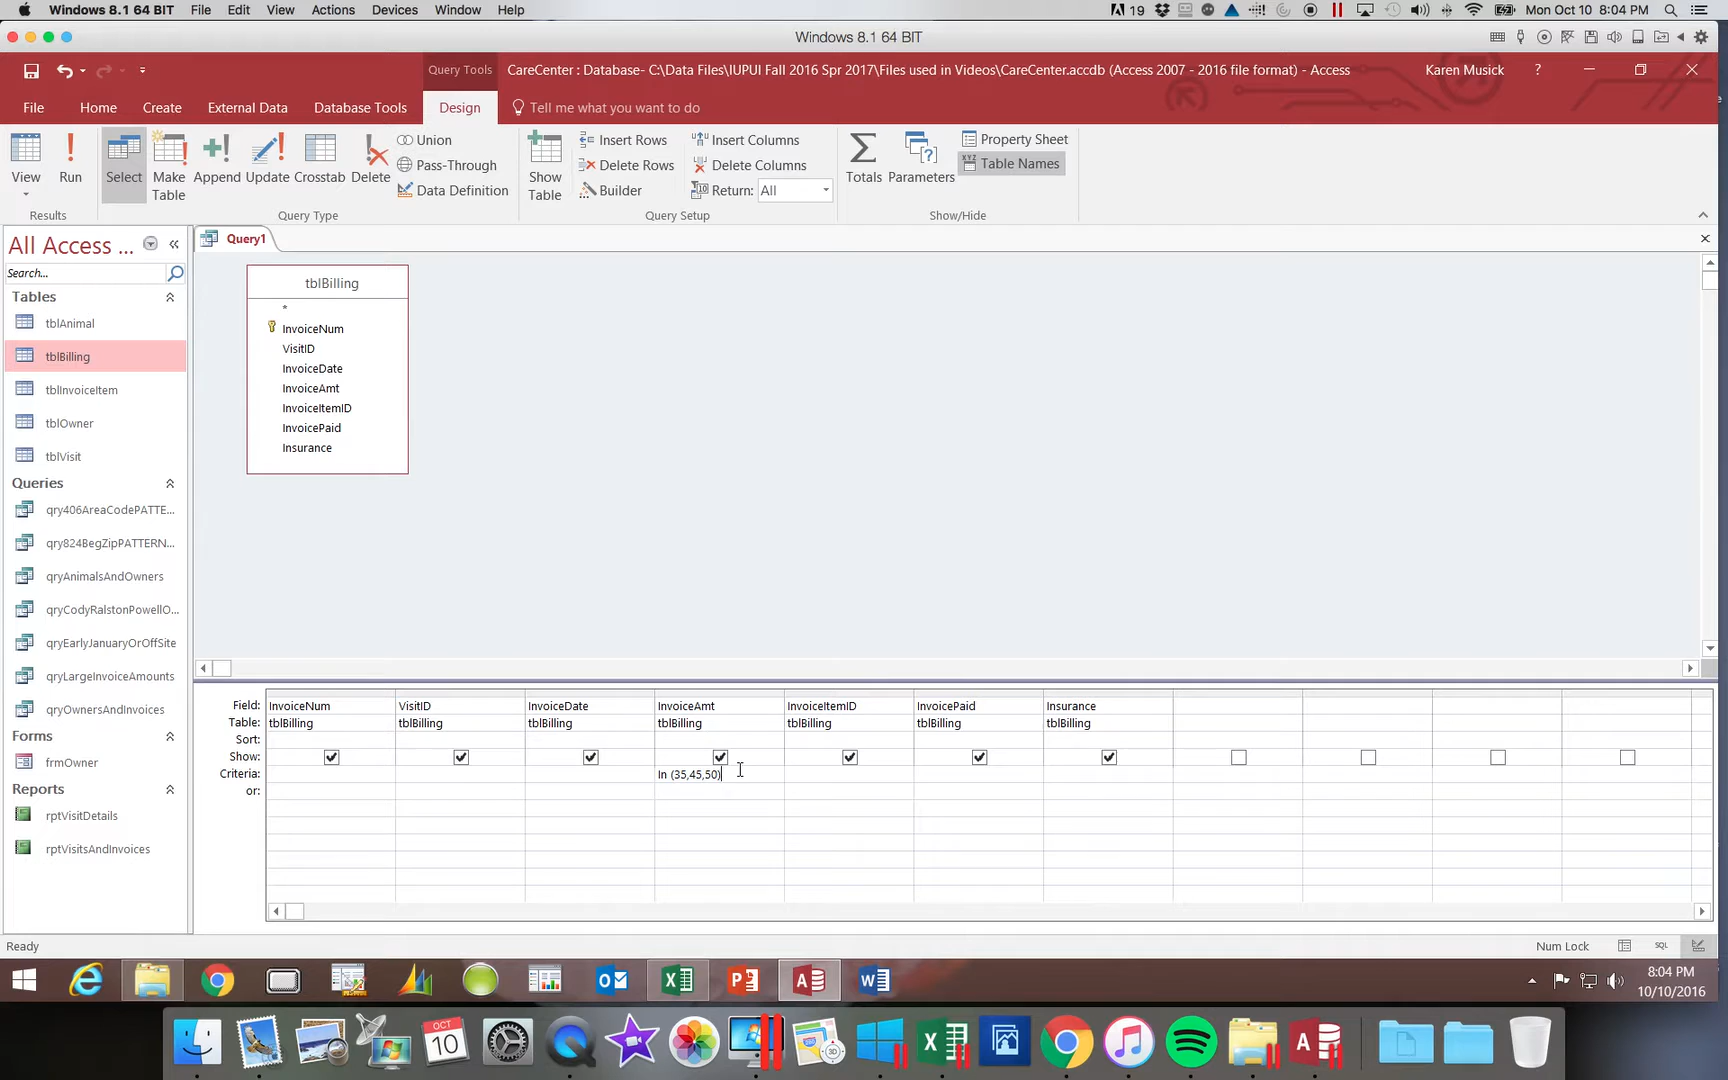 Windows 8.1 64 BIT File Edit View Actions Devices Window Help 19 Mon Oct 10 8:04 PM
Windows 8.1 64 BIT
Query Tools CareCenter : Database- C:\Data Files\IUPUI Fall 2016 Spr 2017\Files used in Videos\CareCenter.accdb (Access 2007 - 2016 file format) - Access Karen Musick ?
File Home Create External Data Database Tools Design Tell me what you want to do
View Run Select Make Table Append Update Crosstab Delete
Union
Pass-Through
Data Definition
Show Table
Insert Rows
Delete Rows
Builder
Insert Columns
Delete Columns
Return: All
Totals Parameters
Property Sheet
Table Names
Results Query Type Query Setup Show/Hide
All Access ...
Search...
Tables
tblAnimal
tblBilling
tblInvoiceItem
tblOwner
tblVisit
Queries
qry406AreaCodePATTE...
qry824BegZipPATTERN...
qryAnimalsAndOwners
qryCodyRalstonPowellO...
qryEarlyJanuaryOrOffSite
qryLargeInvoiceAmounts
qryOwnersAndInvoices
Forms
frmOwner
Reports
rptVisitDetails
rptVisitsAndInvoices
Query1
tblBilling
*
InvoiceNum
VisitID
InvoiceDate
InvoiceAmt
InvoiceItemID
InvoicePaid
Insurance
Field: InvoiceNum VisitID InvoiceDate InvoiceAmt InvoiceItemID InvoicePaid Insurance
Table: tblBilling tblBilling tblBilling tblBilling tblBilling tblBilling tblBilling
Sort:
Show:
Criteria: In (35,45,50)
or:
Ready Num Lock SQL
8:04 PM
10/10/2016
OCT
10